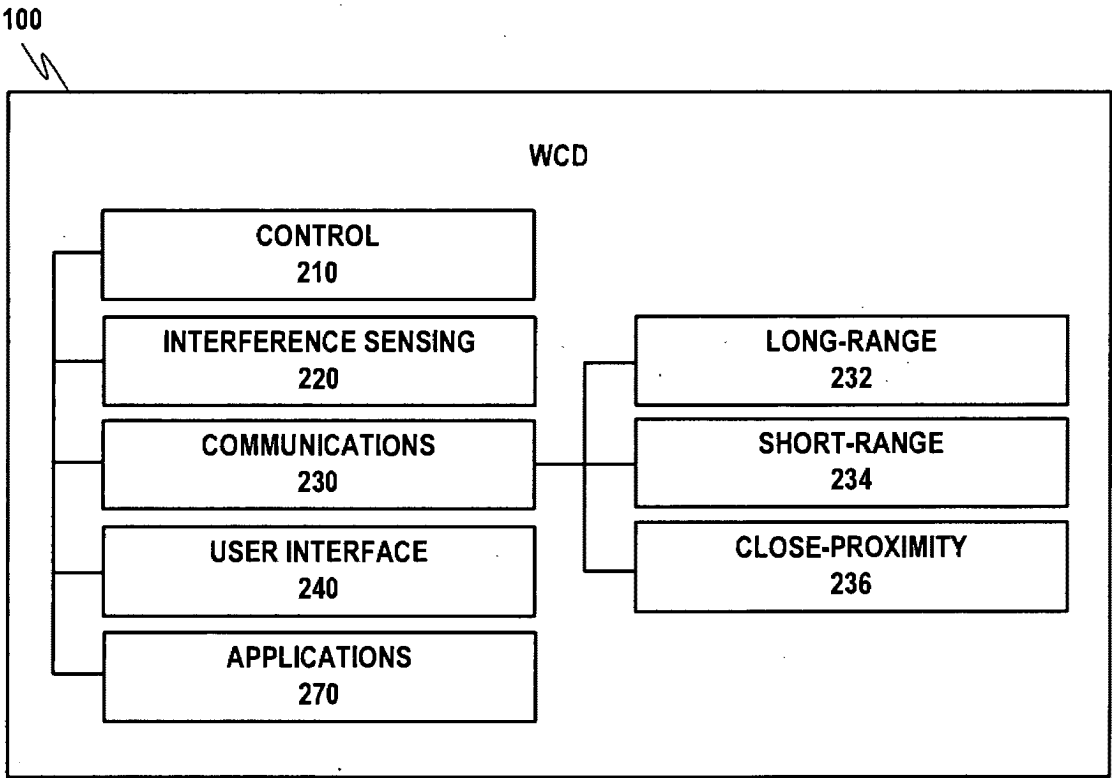 100
WCD
CONTROL
210
INTERFERENCE SENSING
220
COMMUNICATIONS
230
USER INTERFACE
240
APPLICATIONS
270
LONG-RANGE
232
SHORT-RANGE
234
CLOSE-PROXIMITY
236